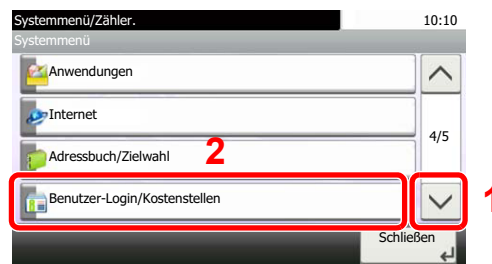 Systemmenü/Zähler. 10:10
Systemmenü
Anwendungen
Internet
4/5
Adressbuch/Zielwahl 2
Benutzer-Login/Kostenstellen 1
Schließen